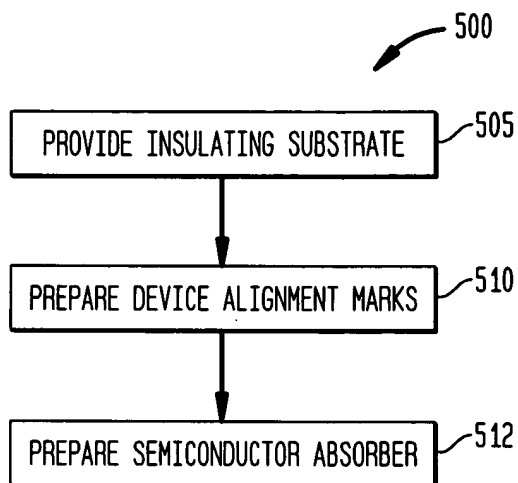 500
PROVIDE INSULATING SUBSTRATE
505
PREPARE DEVICE ALIGNMENT MARKS
510
PREPARE SEMICONDUCTOR ABSORBER
512